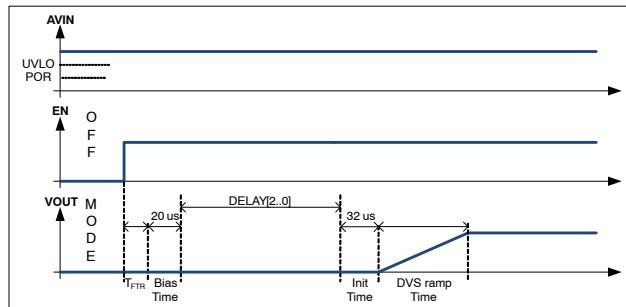 AVIN
UVLO
POR
EN
O
F
F
M
O
D
E
VOUT
20 us
DELAY[2..0]
32 us
TFTR
Bias
Time
Init
Time
DVS ramp
Time